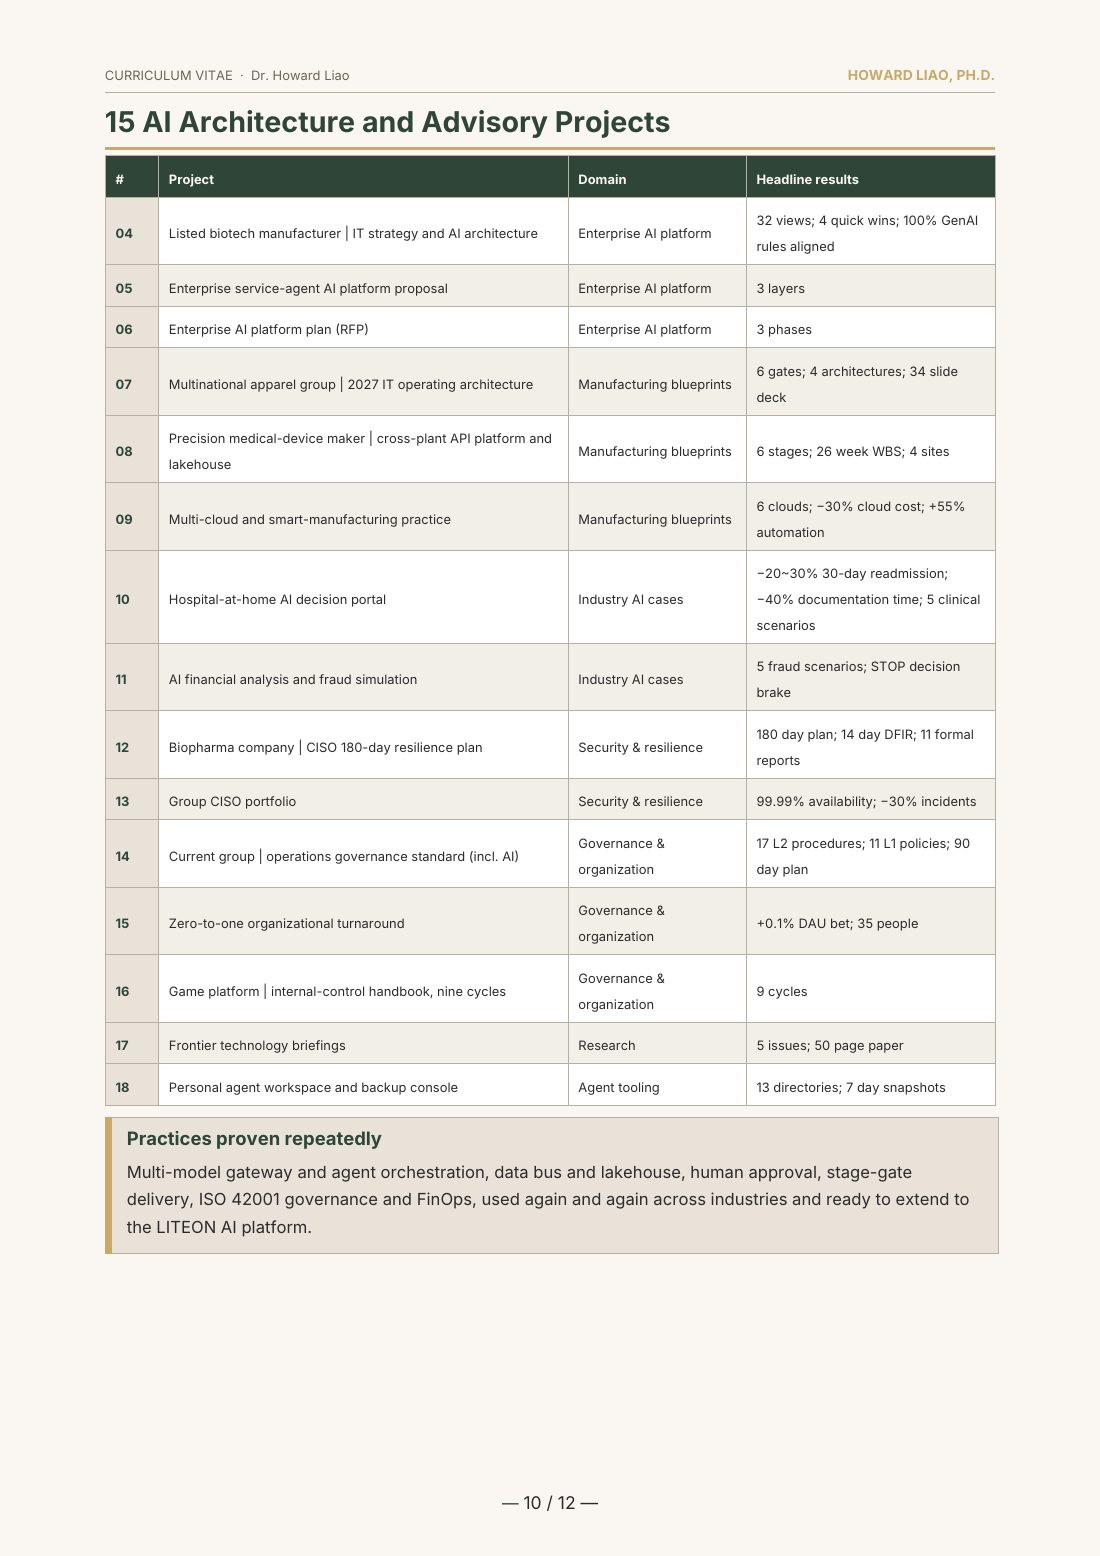 CURRICULUM VITAE · Dr. Howard Liao
HOWARD LIAO, PH.D.
15 AI Architecture and Advisory Projects
# Project Domain Headline results
04 Listed biotech manufacturer | IT strategy and AI architecture Enterprise AI platform 32 views; 4 quick wins; 100% GenAI
rules aligned
05 Enterprise service-agent AI platform proposal Enterprise AI platform 3 layers
06 Enterprise AI platform plan (RFP) Enterprise AI platform 3 phases
07 Multinational apparel group | 2027 IT operating architecture Manufacturing blueprints 6 gates; 4 architectures; 34 slide
deck
08 Precision medical-device maker | cross-plant API platform and
lakehouse Manufacturing blueprints 6 stages; 26 week WBS; 4 sites
09 Multi-cloud and smart-manufacturing practice Manufacturing blueprints 6 clouds; −30% cloud cost; +55%
automation
10 Hospital-at-home AI decision portal Industry AI cases −20~30% 30-day readmission;
−40% documentation time; 5 clinical
scenarios
11 AI financial analysis and fraud simulation Industry AI cases 5 fraud scenarios; STOP decision
brake
12 Biopharma company | CISO 180-day resilience plan Security & resilience 180 day plan; 14 day DFIR; 11 formal
reports
13 Group CISO portfolio Security & resilience 99.99% availability; −30% incidents
14 Current group | operations governance standard (incl. AI) Governance &
organization 17 L2 procedures; 11 L1 policies; 90
day plan
15 Zero-to-one organizational turnaround Governance &
organization +0.1% DAU bet; 35 people
16 Game platform | internal-control handbook, nine cycles Governance &
organization 9 cycles
17 Frontier technology briefings Research 5 issues; 50 page paper
18 Personal agent workspace and backup console Agent tooling 13 directories; 7 day snapshots
Practices proven repeatedly
Multi-model gateway and agent orchestration, data bus and lakehouse, human approval, stage-gate
delivery, ISO 42001 governance and FinOps, used again and again across industries and ready to extend to
the LITEON AI platform.
— 10 / 12 —